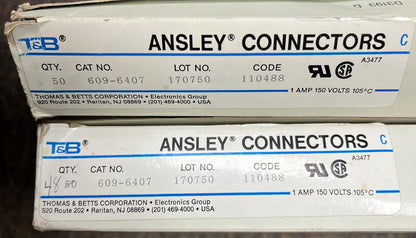 D3193 D
T&B ANSLEY® CONNECTORS C
QTY. CAT NO. LOT NO. CODE A3477
50 609-6407 170750 110488
1 AMP 150 VOLTS 105°C
THOMAS & BETTS CORPORATION • Electronics Group
920 Route 202 • Raritan, NJ 08869 • (201) 469-4000 • USA
T&B ANSLEY® CONNECTORS C
QTY. CAT NO. LOT NO. CODE A3477
48 50 609-6407 170750 110488
1 AMP 150 VOLTS 105°C
THOMAS & BETTS CORPORATION • Electronics Group
920 Route 202 • Raritan, NJ 08869 • (201) 469-4000 • USA